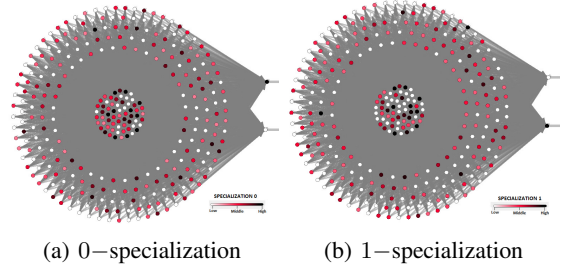 SPECIALIZATION 0
Low Middle High
SPECIALIZATION 1
Low Middle High
(a) 0−specialization
(b) 1−specialization